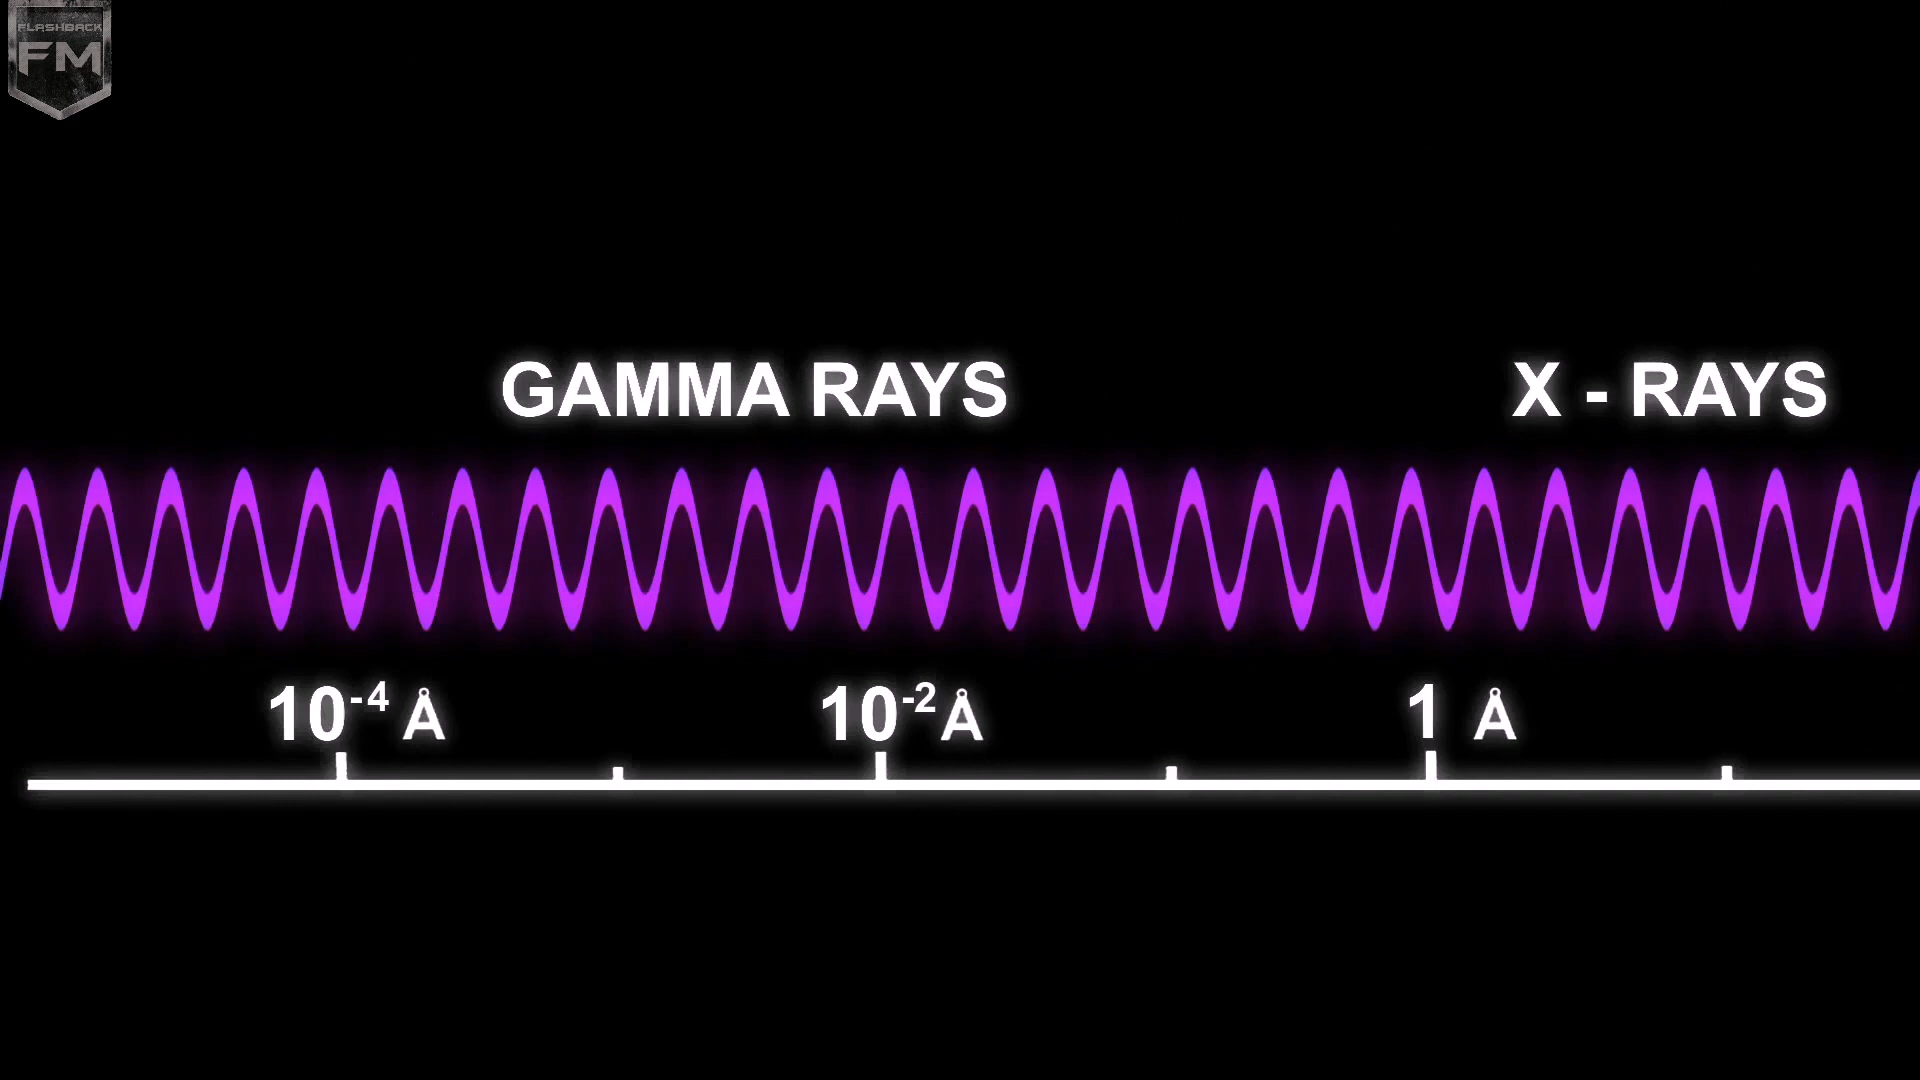 FLASHBACK
FM
GAMMA RAYS X - RAYS
10⁻⁴ Å 10⁻² Å 1 Å